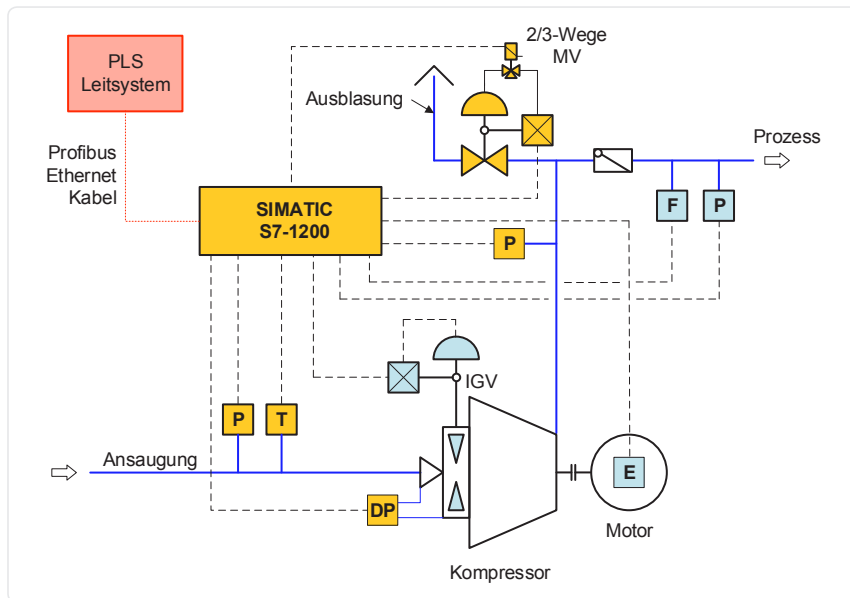 PLS
Leitsystem
2/3-Wege
MV
Ausblasung
Prozess
Profibus
Ethernet
Kabel
SIMATIC
S7-1200
F
P
P
IGV
P
T
Ansaugung
DP
E
Motor
Kompressor